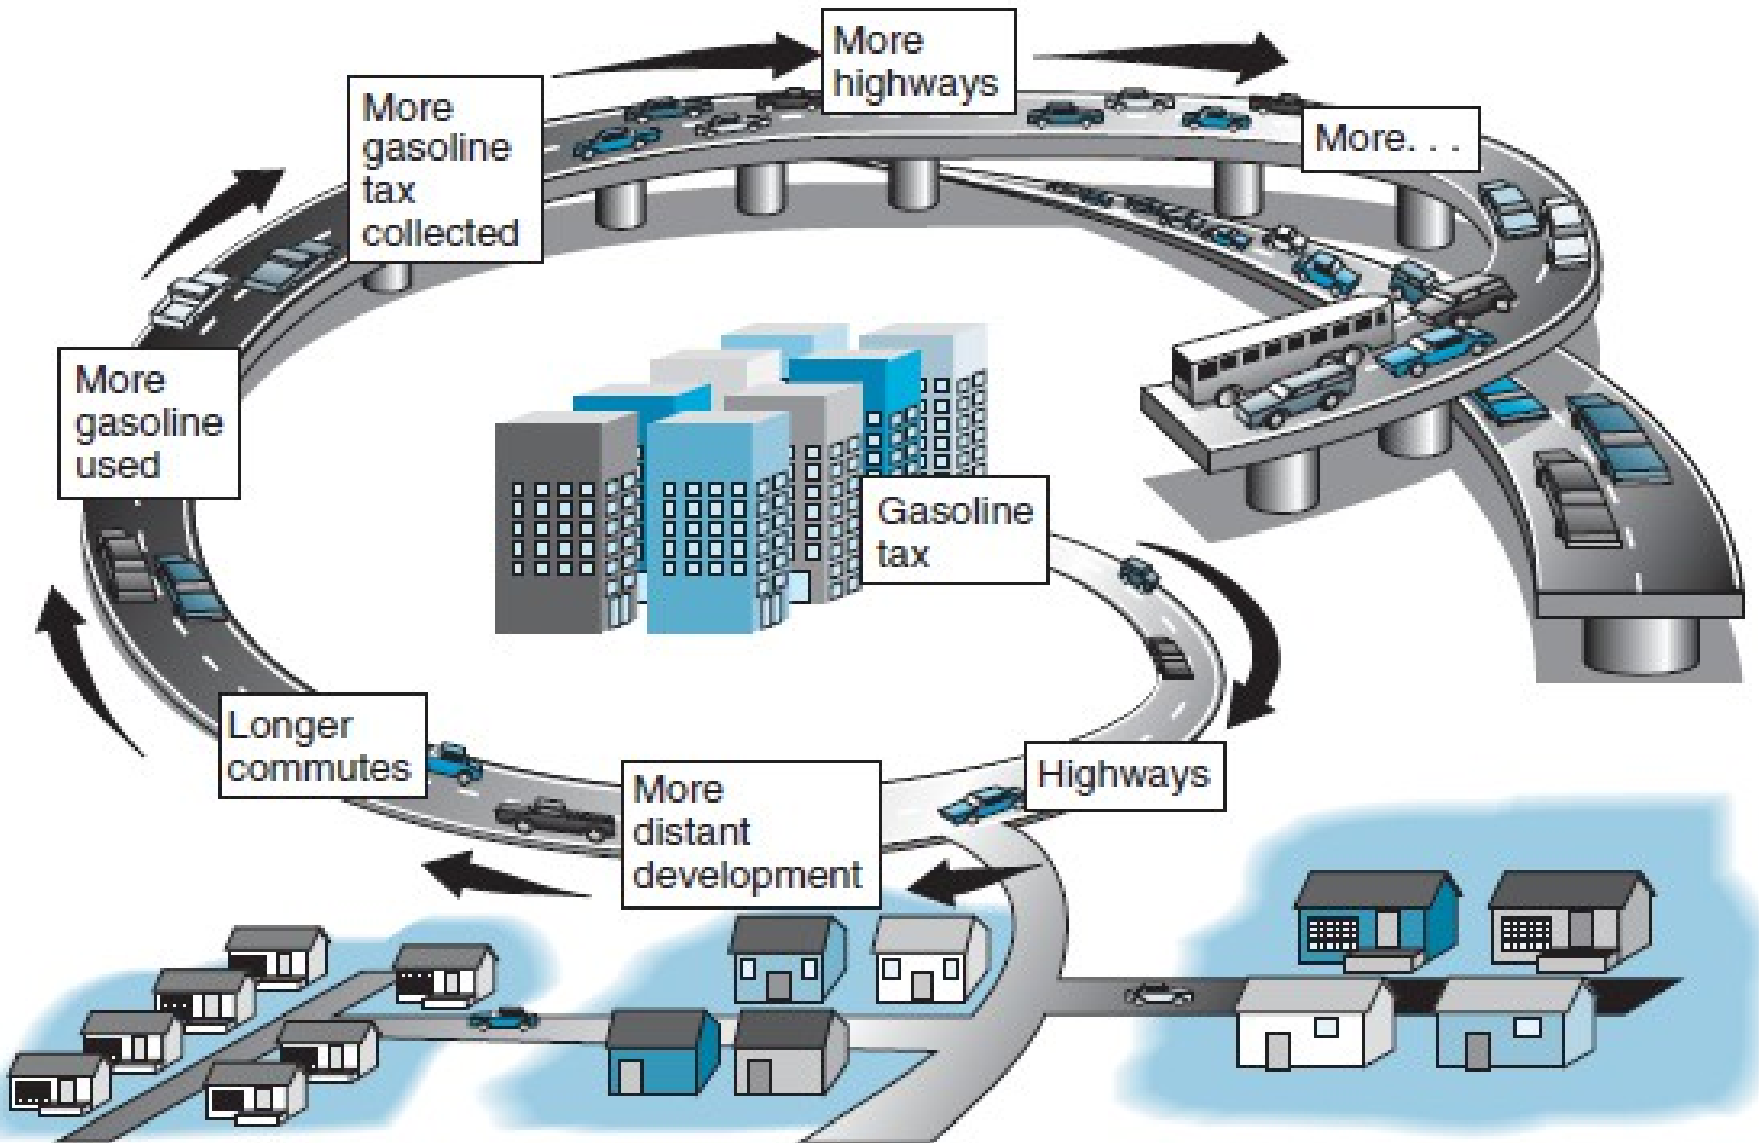 Gasoline
tax
Highways
More
distant
development
Longer
commutes
More
gasoline
used
More
gasoline
tax
collected
More
highways
More. . .